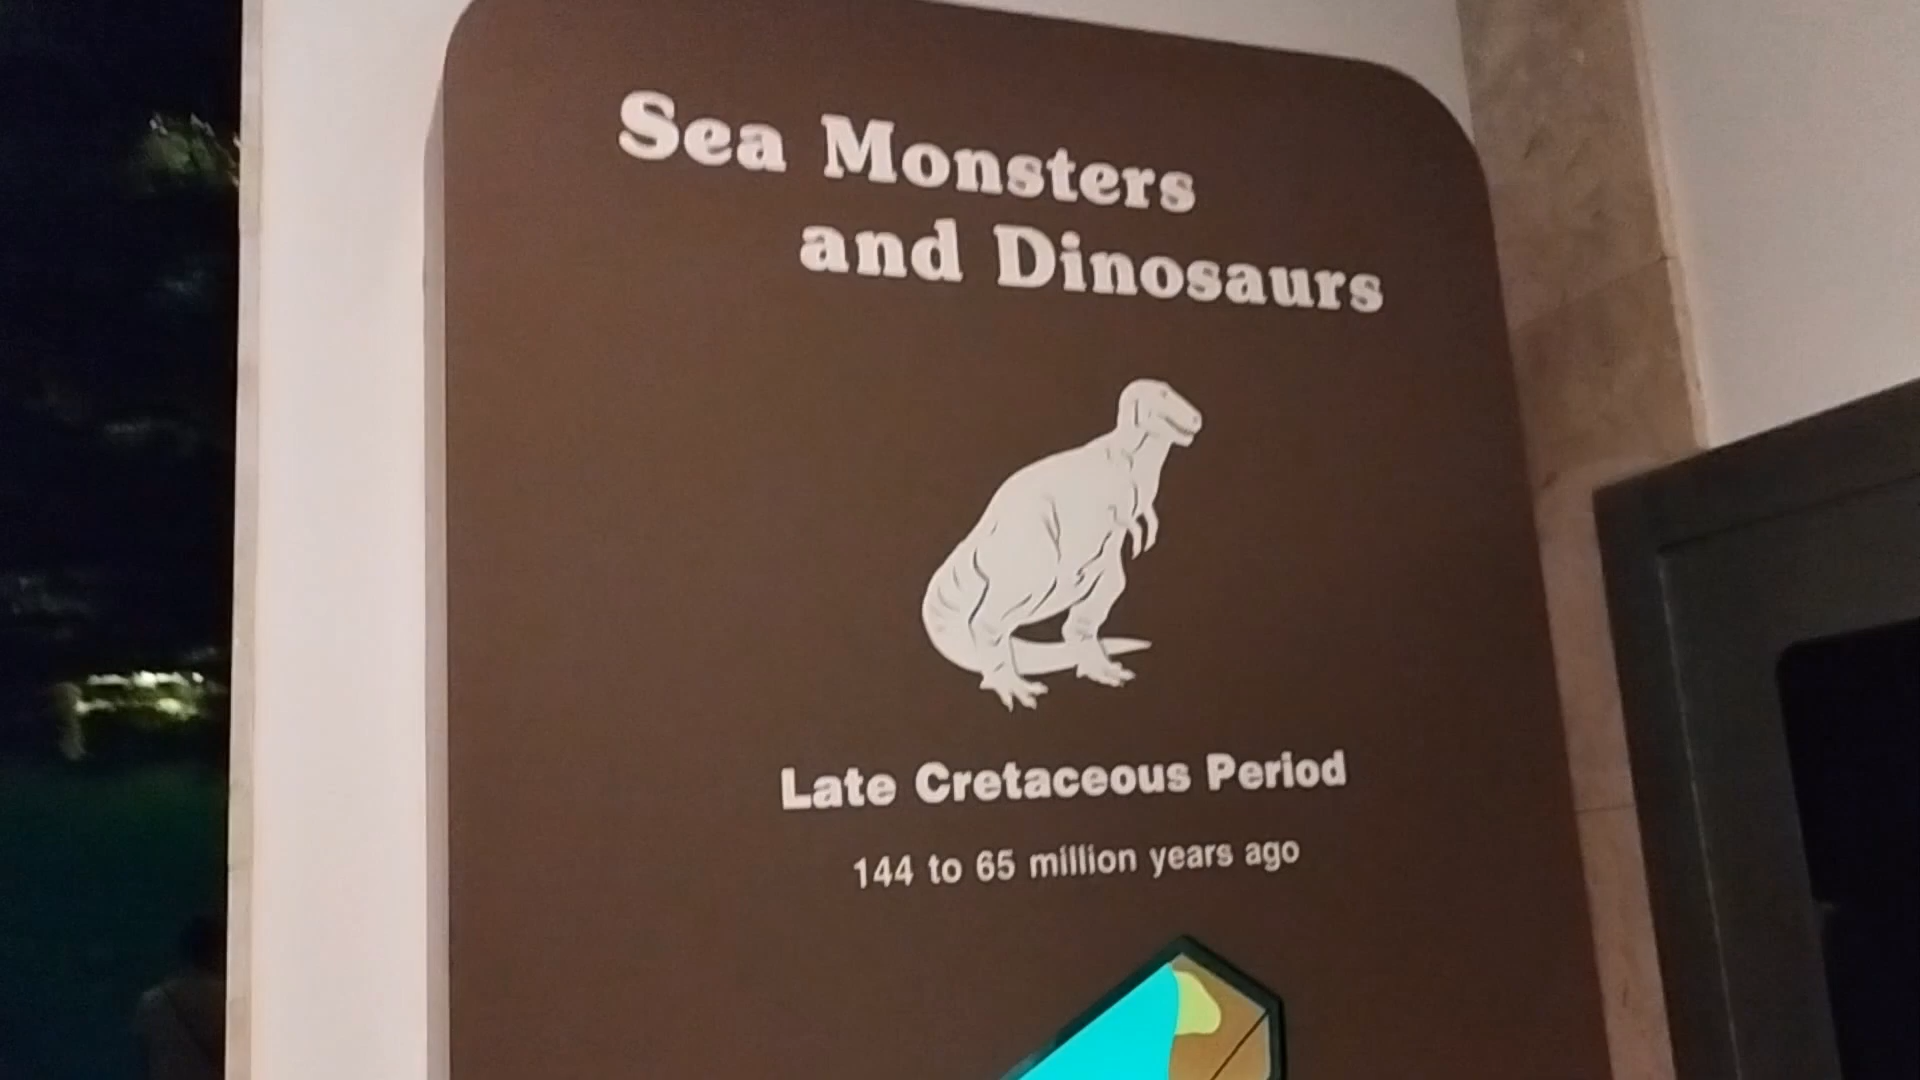 Sea Monsters
and Dinosaurs
Late Cretaceous Period
144 to 65 million years ago